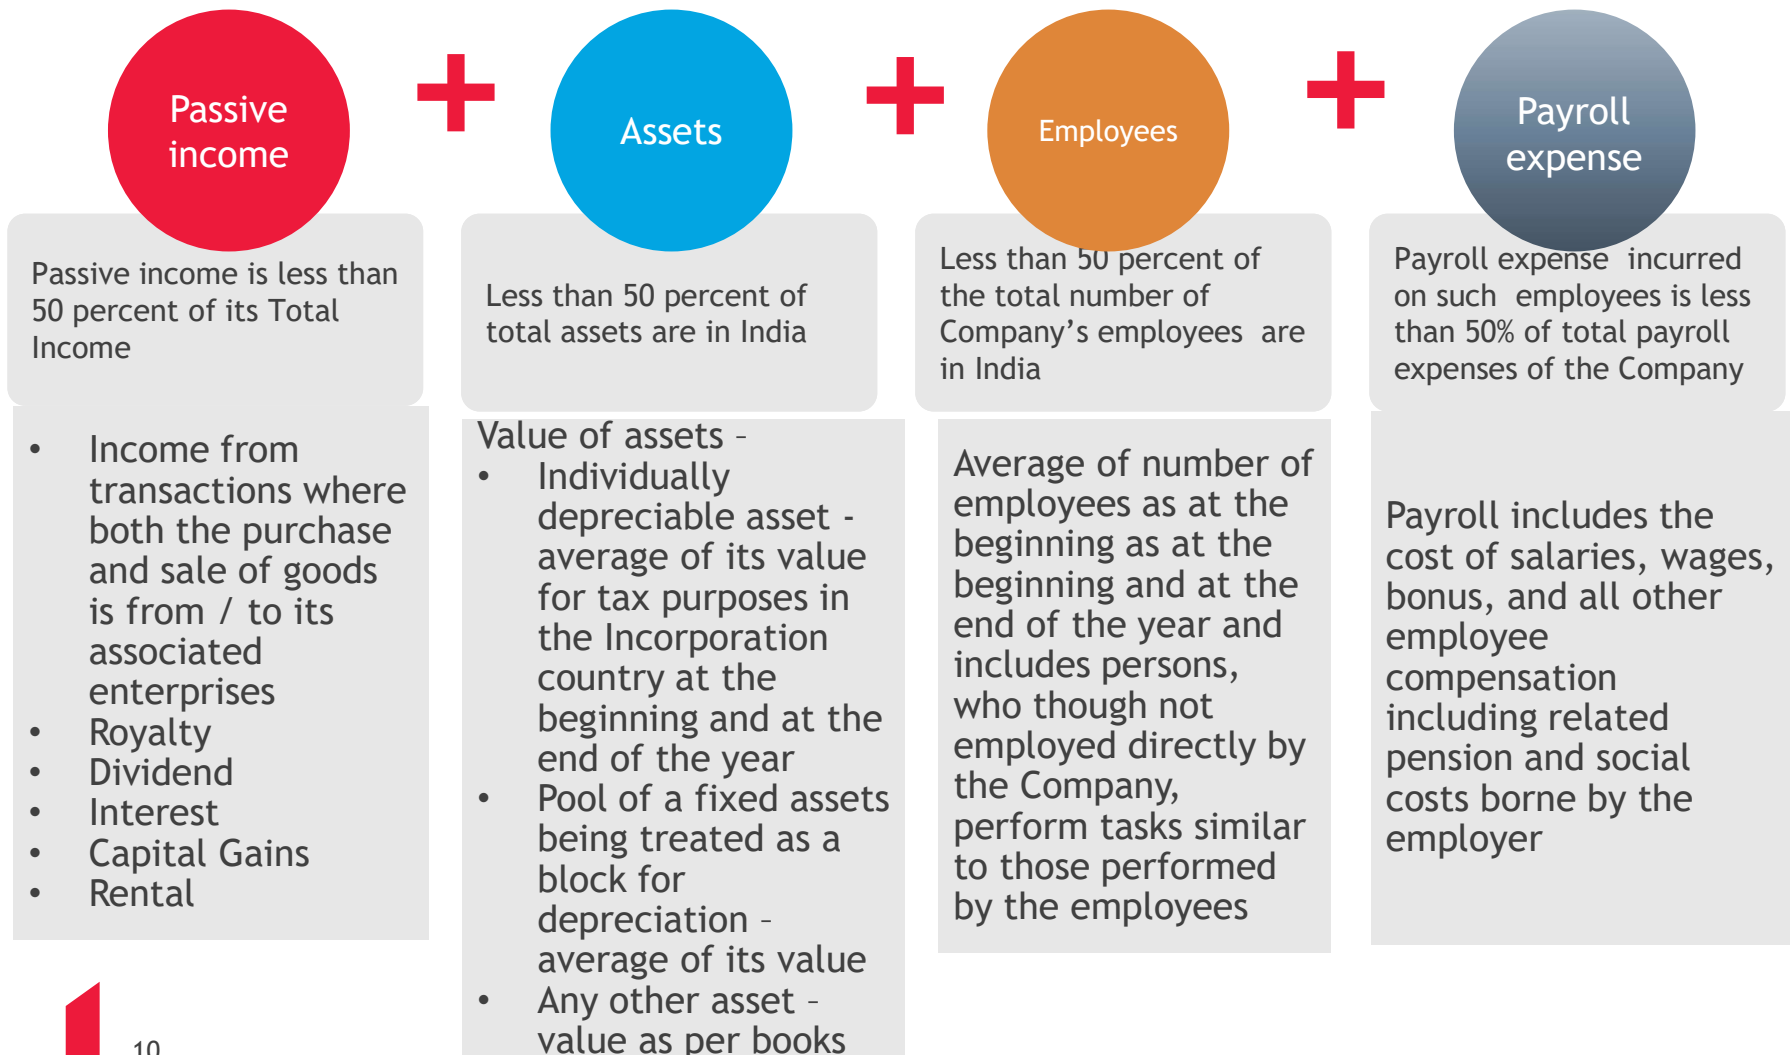 Passive
income
Assets
Employees
Payroll
expense
Passive income is less than
50 percent of its Total
Income
Less than 50 percent of
total assets are in India
Less than 50 percent of
the total number of
Company’s employees are
in India
Payroll expense incurred
on such employees is less
than 50% of total payroll
expenses of the Company
• Income from
transactions where
both the purchase
and sale of goods
is from / to its
associated
enterprises
• Royalty
• Dividend
• Interest
• Capital Gains
• Rental
Value of assets –
• Individually
depreciable asset -
average of its value
for tax purposes in
the Incorporation
country at the
beginning and at the
end of the year
• Pool of a fixed assets
being treated as a
block for
depreciation –
average of its value
• Any other asset –
value as per books
Average of number of
employees as at the
beginning as at the
beginning and at the
end of the year and
includes persons,
who though not
employed directly by
the Company,
perform tasks similar
to those performed
by the employees
Payroll includes the
cost of salaries, wages,
bonus, and all other
employee
compensation
including related
pension and social
costs borne by the
employer
10